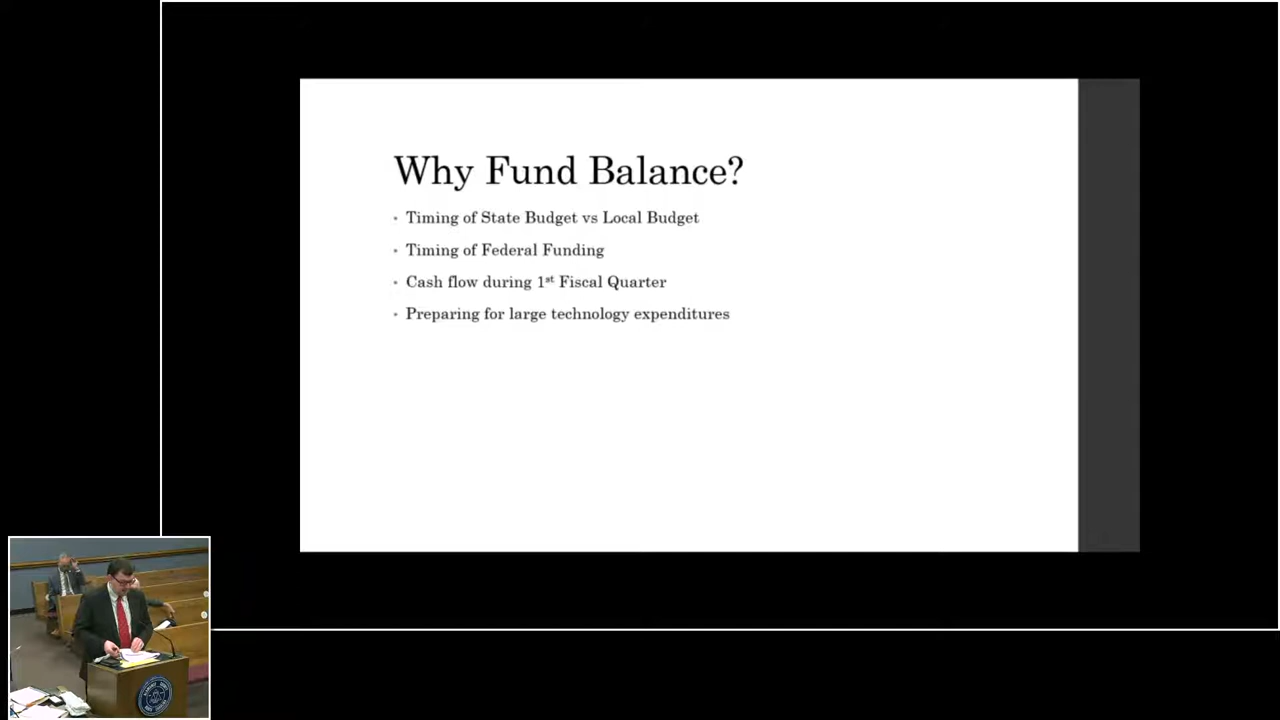 Why Fund Balance?
• Timing of State Budget vs Local Budget
• Timing of Federal Funding
• Cash flow during 1st Fiscal Quarter
• Preparing for large technology expenditures